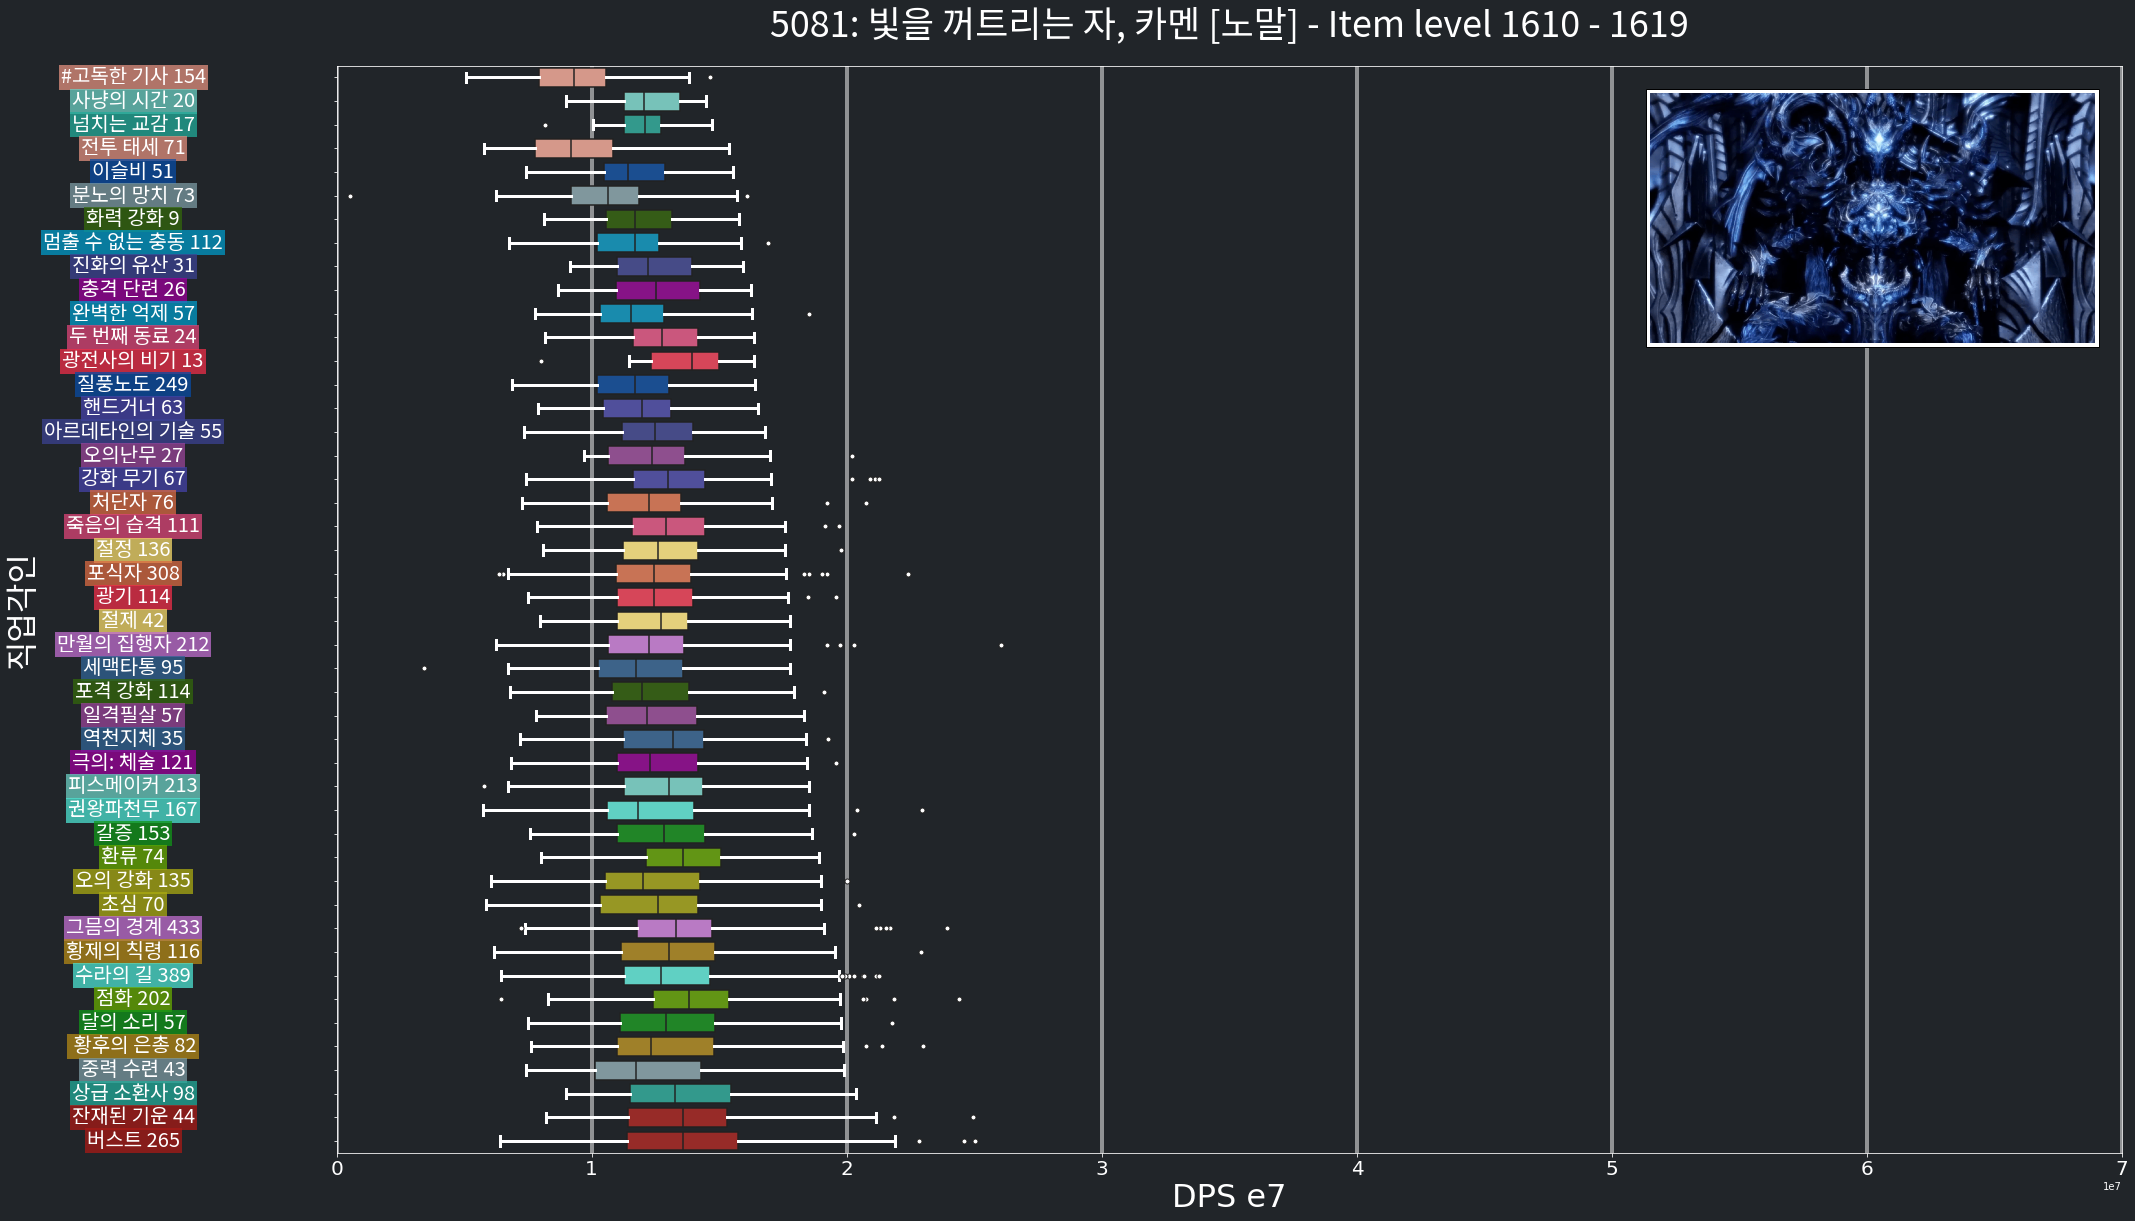 5081: 빛을 꺼트리는 자, 카멘 [노말] - Item level 1610 - 1619
#고독한 기사 154
사냥의 시간 20
넘치는 교감 17
전투 태세 71
이슬비 51
분노의 망치 73
화력 강화 9
멈출 수 없는 충동 112
진화의 유산 31
충격 단련 26
완벽한 억제 57
두 번째 동료 24
광전사의 비기 13
질풍노도 249
핸드거너 63
아르데타인의 기술 55
오의난무 27
강화 무기 67
처단자 76
죽음의 습격 111
절정 136
포식자 308
광기 114
절제 42
만월의 집행자 212
세맥타통 95
포격 강화 114
일격필살 57
역천지체 35
극의: 체술 121
피스메이커 213
권왕파천무 167
갈증 153
환류 74
오의 강화 135
초심 70
그믐의 경계 433
황제의 칙령 116
수라의 길 389
점화 202
달의 소리 57
황후의 은총 82
중력 수련 43
상급 소환사 98
잔재된 기운 44
버스트 265
직업각인
0 1 2 3 4 5 6 7
1e7
DPS e7